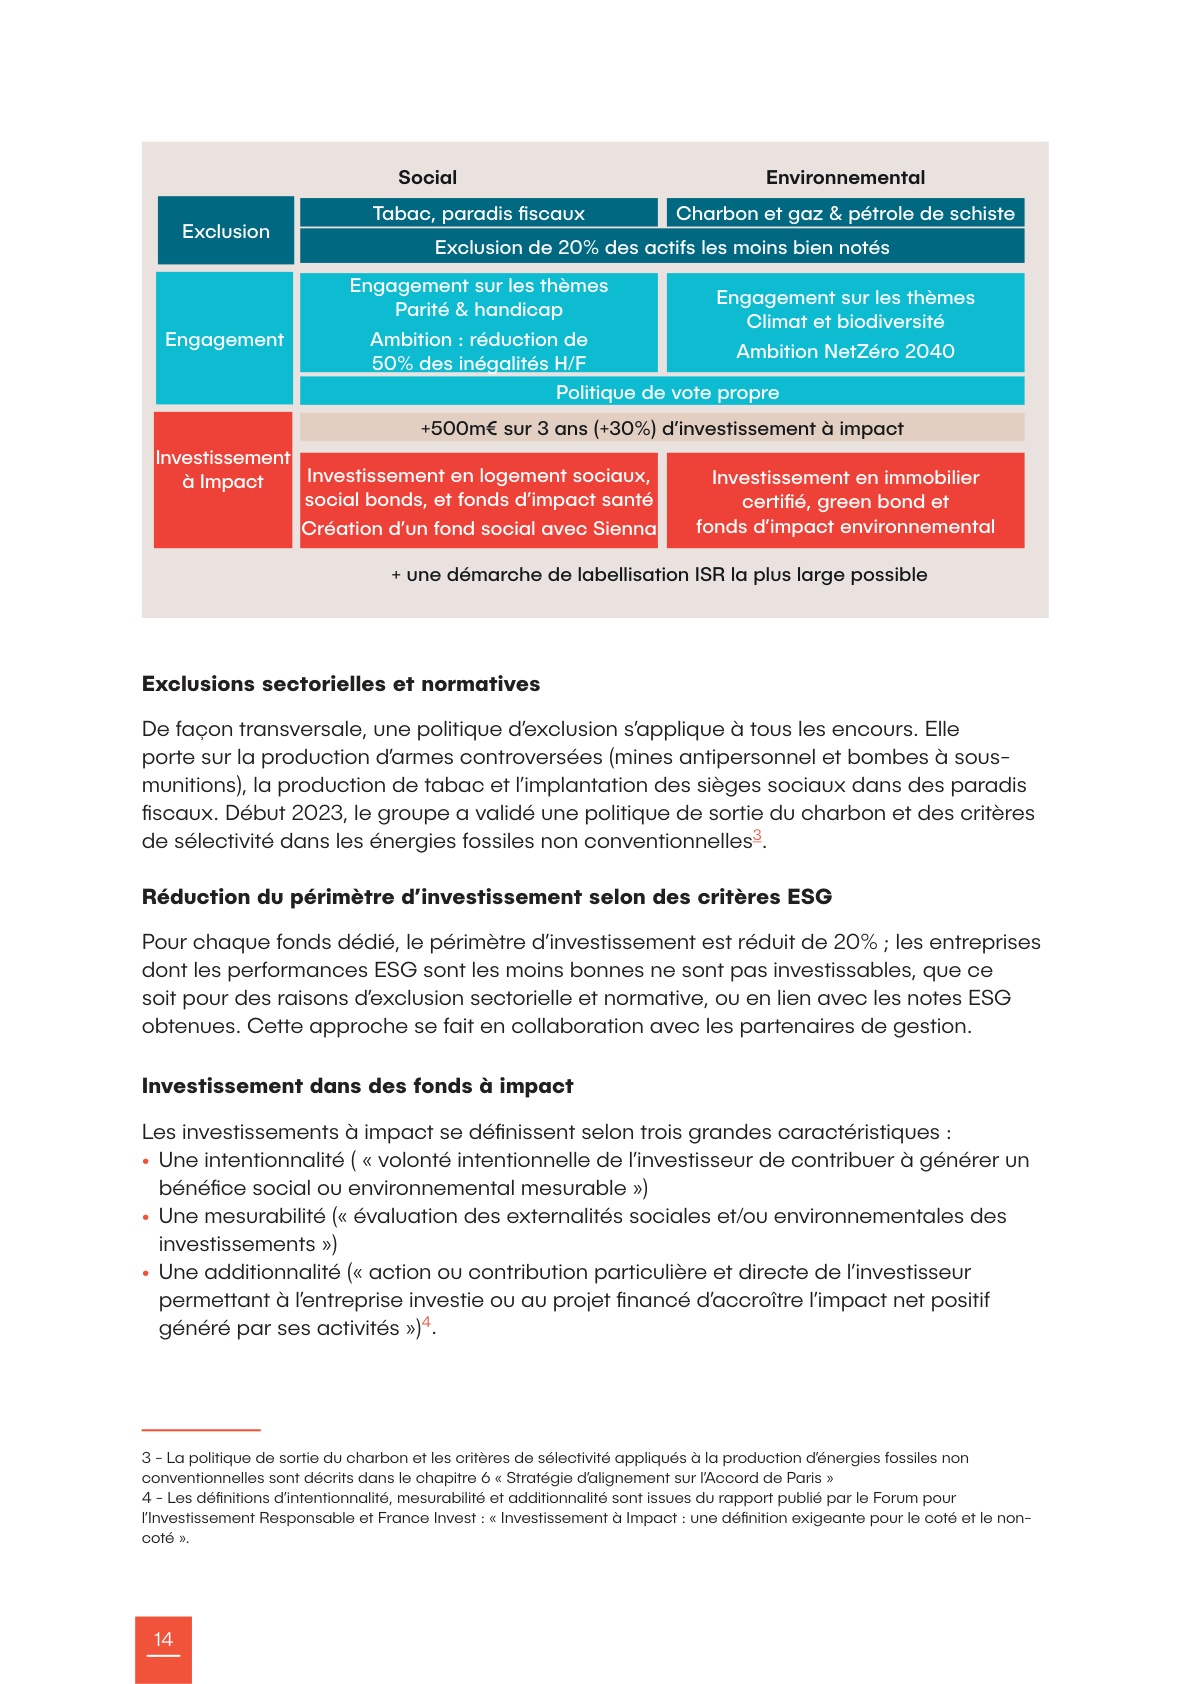 Social
Environnemental
Exclusion
Tabac, paradis fiscaux
Charbon et gaz & pétrole de schiste
Exclusion de 20% des actifs les moins bien notés
Engagement
Engagement sur les thèmes
Parité & handicap
Ambition : réduction de
50% des inégalités H/F
Engagement sur les thèmes
Climat et biodiversité
Ambition NetZéro 2040
Politique de vote propre
Investissement
à Impact
+500m€ sur 3 ans (+30%) d’investissement à impact
Investissement en logement sociaux,
social bonds, et fonds d’impact santé
Création d’un fond social avec Sienna
Investissement en immobilier
certifié, green bond et
fonds d’impact environnemental
+ une démarche de labellisation ISR la plus large possible
Exclusions sectorielles et normatives
De façon transversale, une politique d’exclusion s’applique à tous les encours. Elle
porte sur la production d’armes controversées (mines antipersonnel et bombes à sous-
munitions), la production de tabac et l’implantation des sièges sociaux dans des paradis
fiscaux. Début 2023, le groupe a validé une politique de sortie du charbon et des critères
de sélectivité dans les énergies fossiles non conventionnelles3.
Réduction du périmètre d’investissement selon des critères ESG
Pour chaque fonds dédié, le périmètre d’investissement est réduit de 20% ; les entreprises
dont les performances ESG sont les moins bonnes ne sont pas investissables, que ce
soit pour des raisons d’exclusion sectorielle et normative, ou en lien avec les notes ESG
obtenues. Cette approche se fait en collaboration avec les partenaires de gestion.
Investissement dans des fonds à impact
Les investissements à impact se définissent selon trois grandes caractéristiques :
• Une intentionnalité ( « volonté intentionnelle de l’investisseur de contribuer à générer un
bénéfice social ou environnemental mesurable »)
• Une mesurabilité (« évaluation des externalités sociales et/ou environnementales des
investissements »)
• Une additionnalité (« action ou contribution particulière et directe de l’investisseur
permettant à l’entreprise investie ou au projet financé d’accroître l’impact net positif
généré par ses activités »)4.
3 - La politique de sortie du charbon et les critères de sélectivité appliqués à la production d’énergies fossiles non
conventionnelles sont décrits dans le chapitre 6 « Stratégie d’alignement sur l’Accord de Paris »
4 - Les définitions d’intentionnalité, mesurabilité et additionnalité sont issues du rapport publié par le Forum pour
l’Investissement Responsable et France Invest : « Investissement à Impact : une définition exigeante pour le coté et le non-
coté ».
14